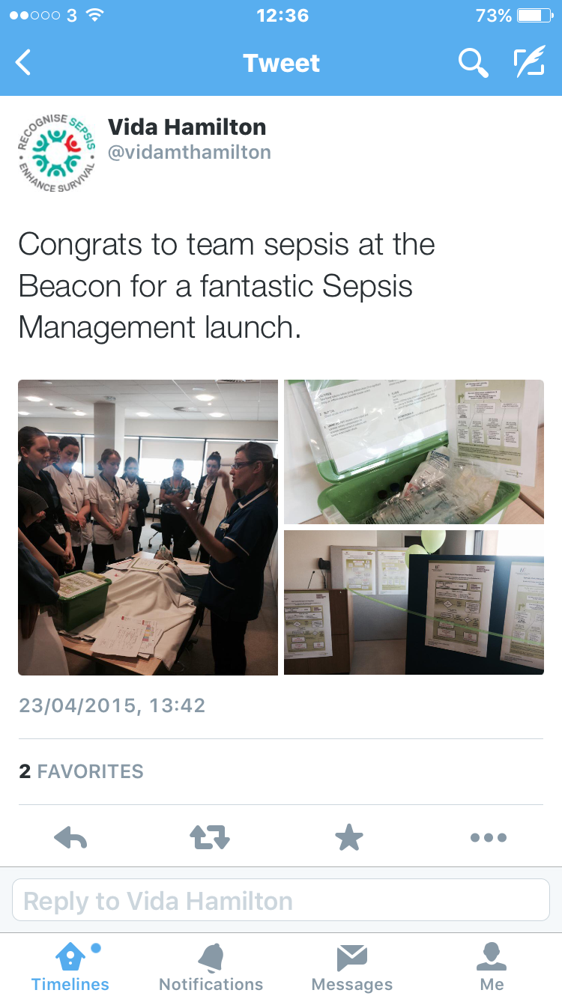 3 12:36 73%
Tweet
RECOGNISE SEPSIS
ENHANCE SURVIVAL
Vida Hamilton
@vidamthamilton
Congrats to team sepsis at the
Beacon for a fantastic Sepsis
Management launch.
23/04/2015, 13:42
2 FAVORITES
Reply to Vida Hamilton
Timelines Notifications Messages Me